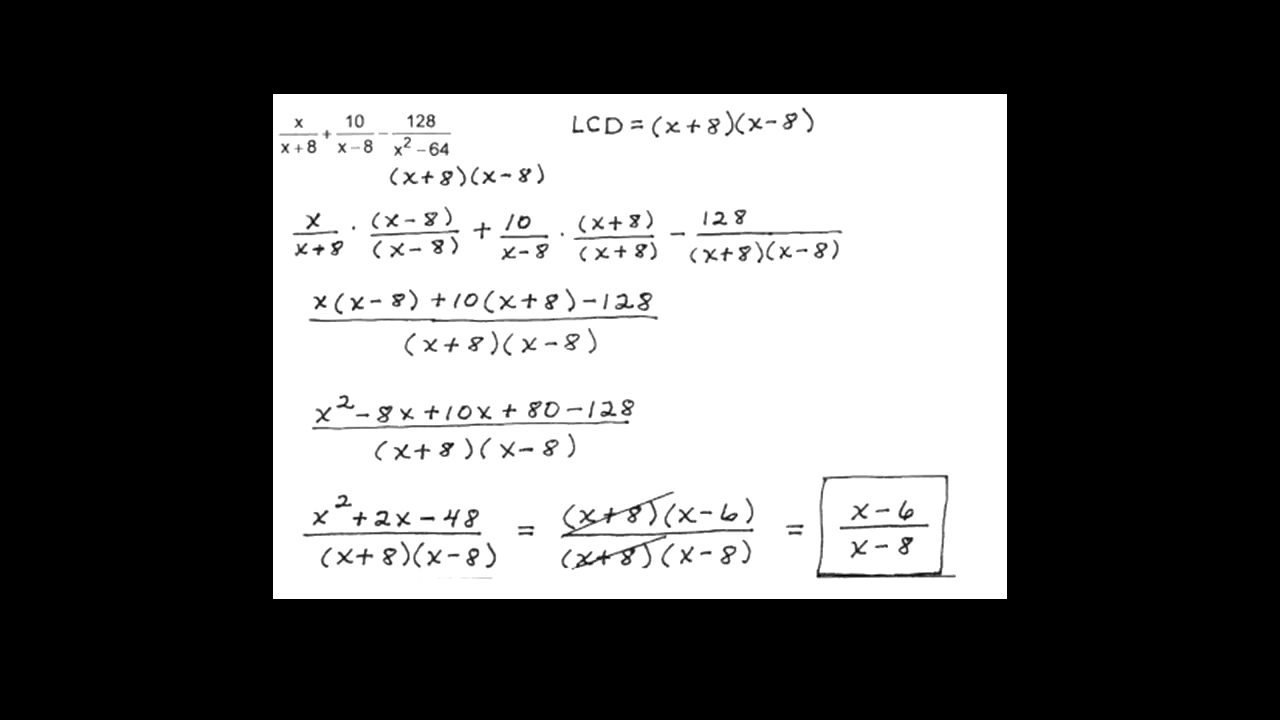 x/(x+8) + 10/(x−8) − 128/(x²−64)    LCD = (x+8)(x−8)
(x+8)(x−8)
x/(x+8) · (x−8)/(x−8) + 10/(x−8) · (x+8)/(x+8) − 128/((x+8)(x−8))
(x(x−8) + 10(x+8) − 128)/((x+8)(x−8))
(x² − 8x + 10x + 80 − 128)/((x+8)(x−8))
(x² + 2x − 48)/((x+8)(x−8)) = ((x+8)(x−6))/((x+8)(x−8)) = (x−6)/(x−8)